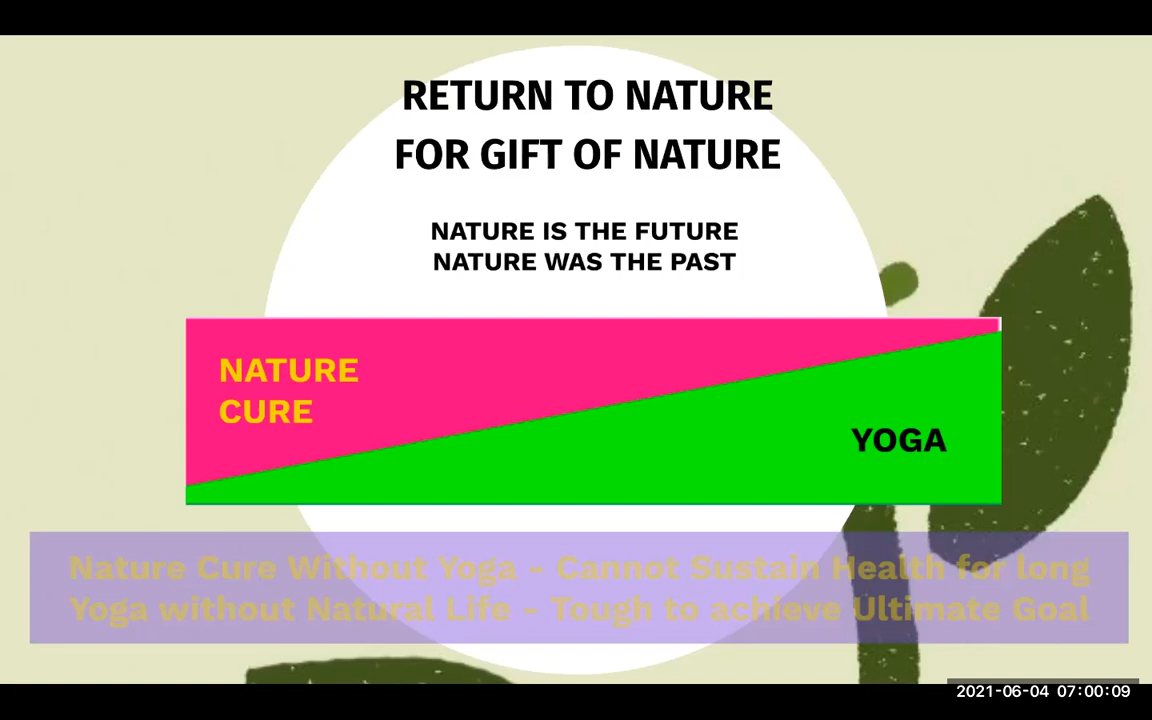 RETURN TO NATURE
FOR GIFT OF NATURE
NATURE IS THE FUTURE
NATURE WAS THE PAST
NATURE
CURE
YOGA
Nature Cure Without Yoga - Cannot Sustain Health for long
Yoga without Natural Life - Tough to achieve Ultimate Goal
2021-06-04 07:00:09